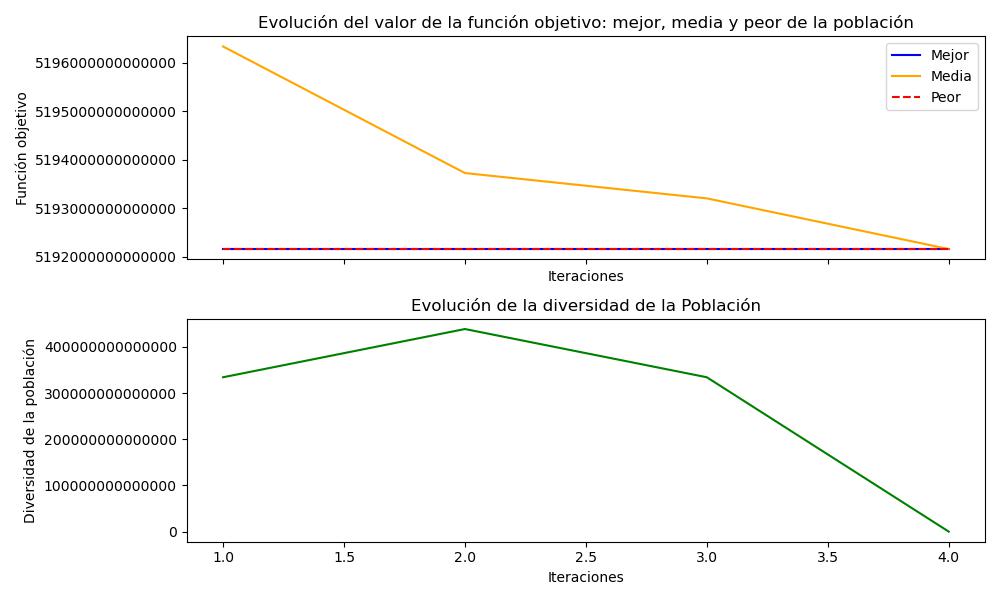 Evolución del valor de la función objetivo: mejor, media y peor de la población
Función objetivo
5196000000000000
5195000000000000
5194000000000000
5193000000000000
5192000000000000
Mejor
Media
Peor
Iteraciones
Evolución de la diversidad de la Población
Diversidad de la población
400000000000000
300000000000000
200000000000000
100000000000000
0
1.0 1.5 2.0 2.5 3.0 3.5 4.0
Iteraciones